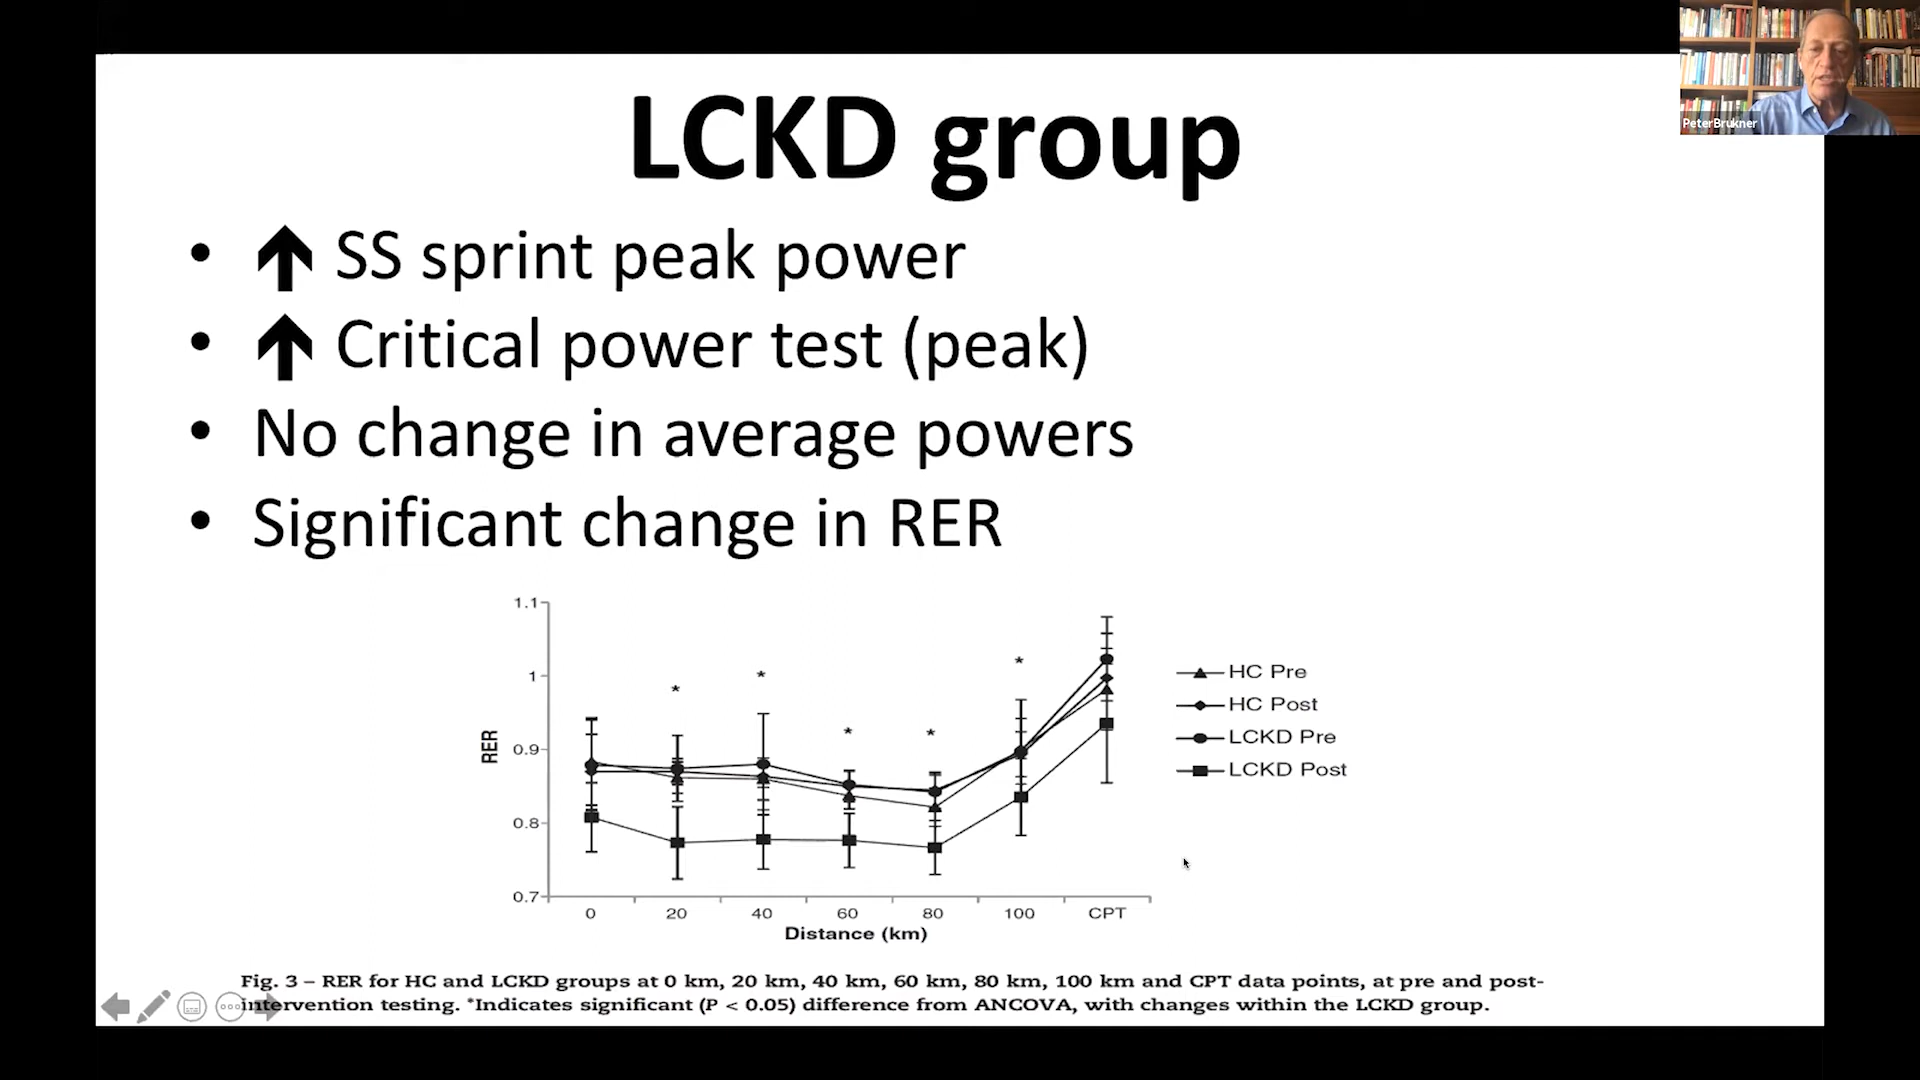 LCKD group
PeterBrukner
• ↑ SS sprint peak power
• ↑ Critical power test (peak)
• No change in average powers
• Significant change in RER
1.1
1
0.9
0.8
0.7
RER
* * * * *
0 20 40 60 80 100 CPT
Distance (km)
HC Pre
HC Post
LCKD Pre
LCKD Post
Fig. 3 – RER for HC and LCKD groups at 0 km, 20 km, 40 km, 60 km, 80 km, 100 km and CPT data points, at pre and post-
intervention testing. *Indicates significant (P < 0.05) difference from ANCOVA, with changes within the LCKD group.